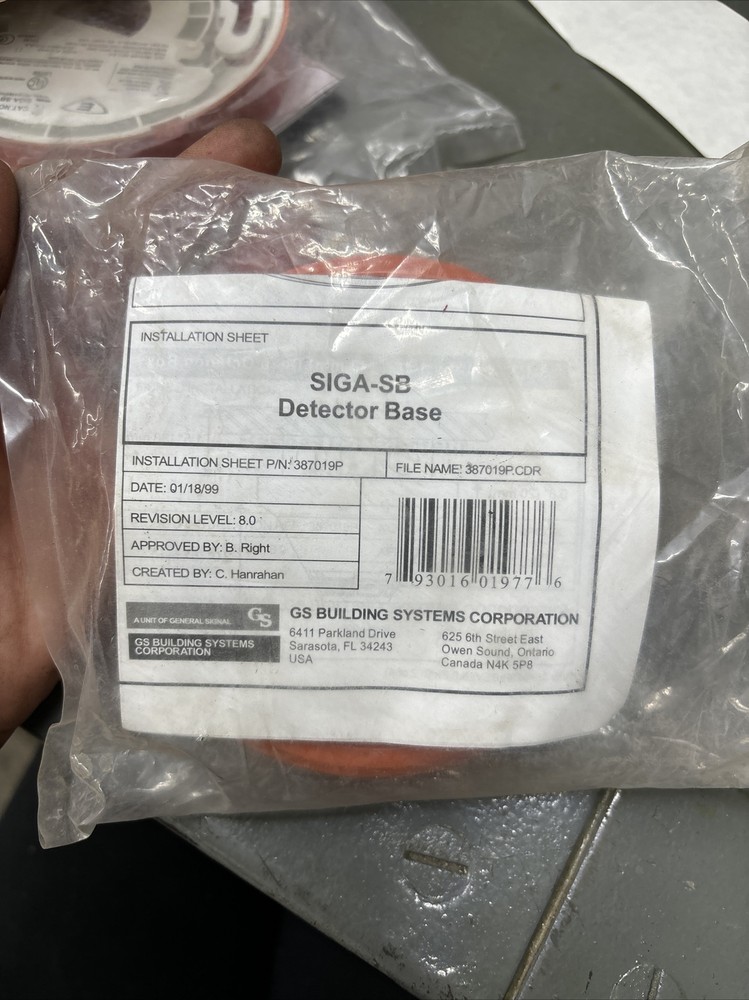 INSTALLATION SHEET
SIGA-SB
Detector Base
INSTALLATION SHEET P/N: 387019P
FILE NAME: 387019P.CDR
DATE: 01/18/99
REVISION LEVEL: 8.0
APPROVED BY: B. Right
CREATED BY: C. Hanrahan
7 93016 01977 6
A UNIT OF GENERAL SIGNAL
GS
GS BUILDING SYSTEMS
CORPORATION
GS BUILDING SYSTEMS CORPORATION
6411 Parkland Drive
Sarasota, FL 34243
USA
625 6th Street East
Owen Sound, Ontario
Canada N4K 5P8